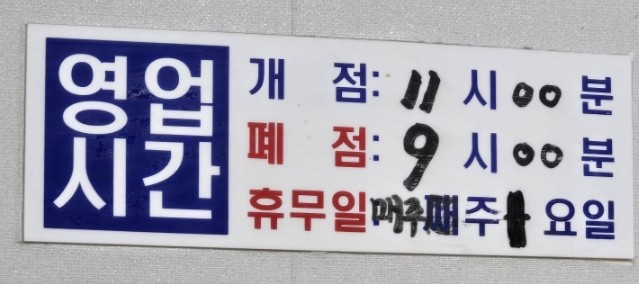 영업
시간
개 점: 11 시 00 분
폐 점: 9 시 00 분
휴무일: 매주째 주 요일